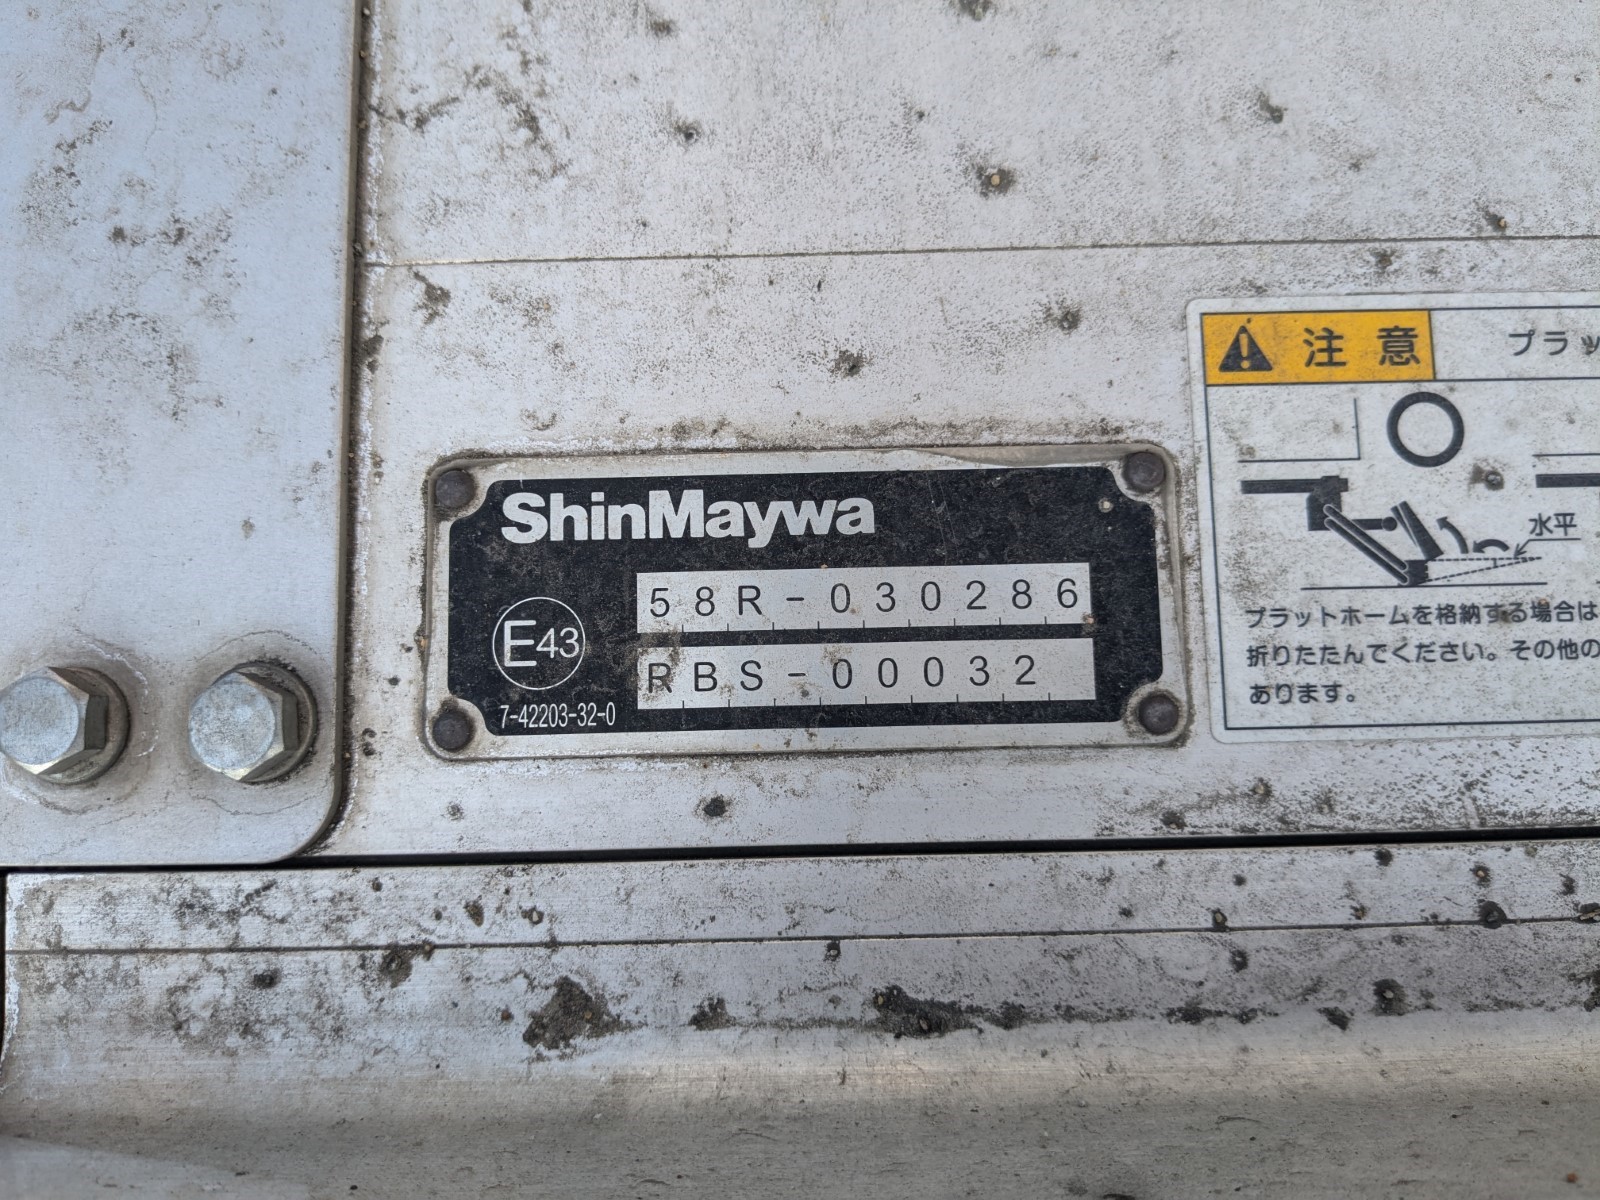 ShinMaywa
58R-030286
E43
RBS-00032
7-42203-32-0
注意
プラッ
水平
プラットホームを格納する場合は
折りたたんでください。その他の
あります。